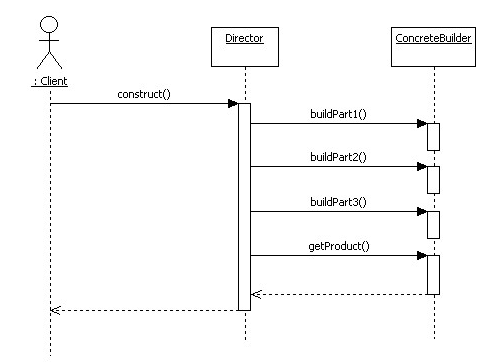 Director
ConcreteBuilder
: Client
construct()
buildPart1()
buildPart2()
buildPart3()
getProduct()